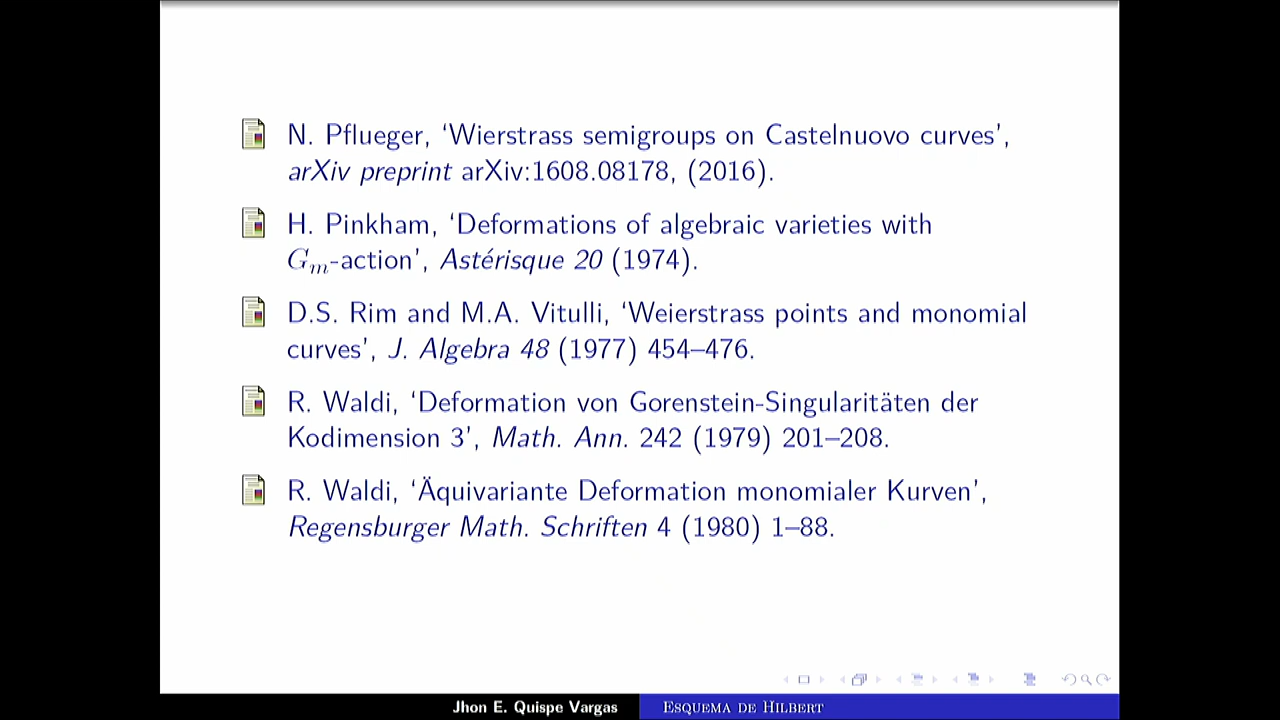 N. Pflueger, ‘Wierstrass semigroups on Castelnuovo curves’,
arXiv preprint arXiv:1608.08178, (2016).
H. Pinkham, ‘Deformations of algebraic varieties with
Gₘ-action’, Astérisque 20 (1974).
D.S. Rim and M.A. Vitulli, ‘Weierstrass points and monomial
curves’, J. Algebra 48 (1977) 454–476.
R. Waldi, ‘Deformation von Gorenstein-Singularitäten der
Kodimension 3’, Math. Ann. 242 (1979) 201–208.
R. Waldi, ‘Äquivariante Deformation monomialer Kurven’,
Regensburger Math. Schriften 4 (1980) 1–88.
Jhon E. Quispe Vargas
Esquema de Hilbert